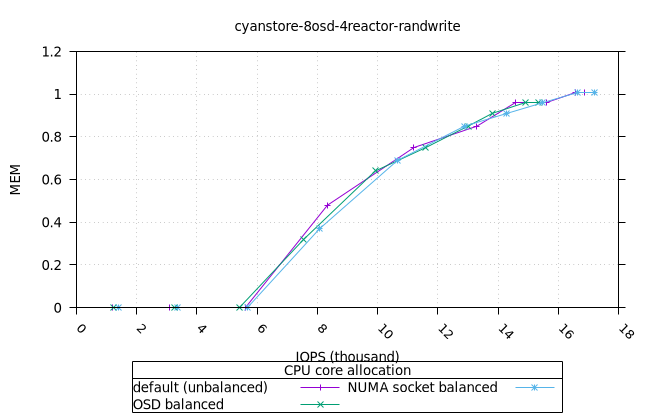 cyanstore-8osd-4reactor-randwrite
1.2
1
0.8
0.6
0.4
0.2
0
MEM
0 2 4 6 8 10 12 14 16 18
IOPS (thousand)
CPU core allocation
default (unbalanced) NUMA socket balanced
OSD balanced